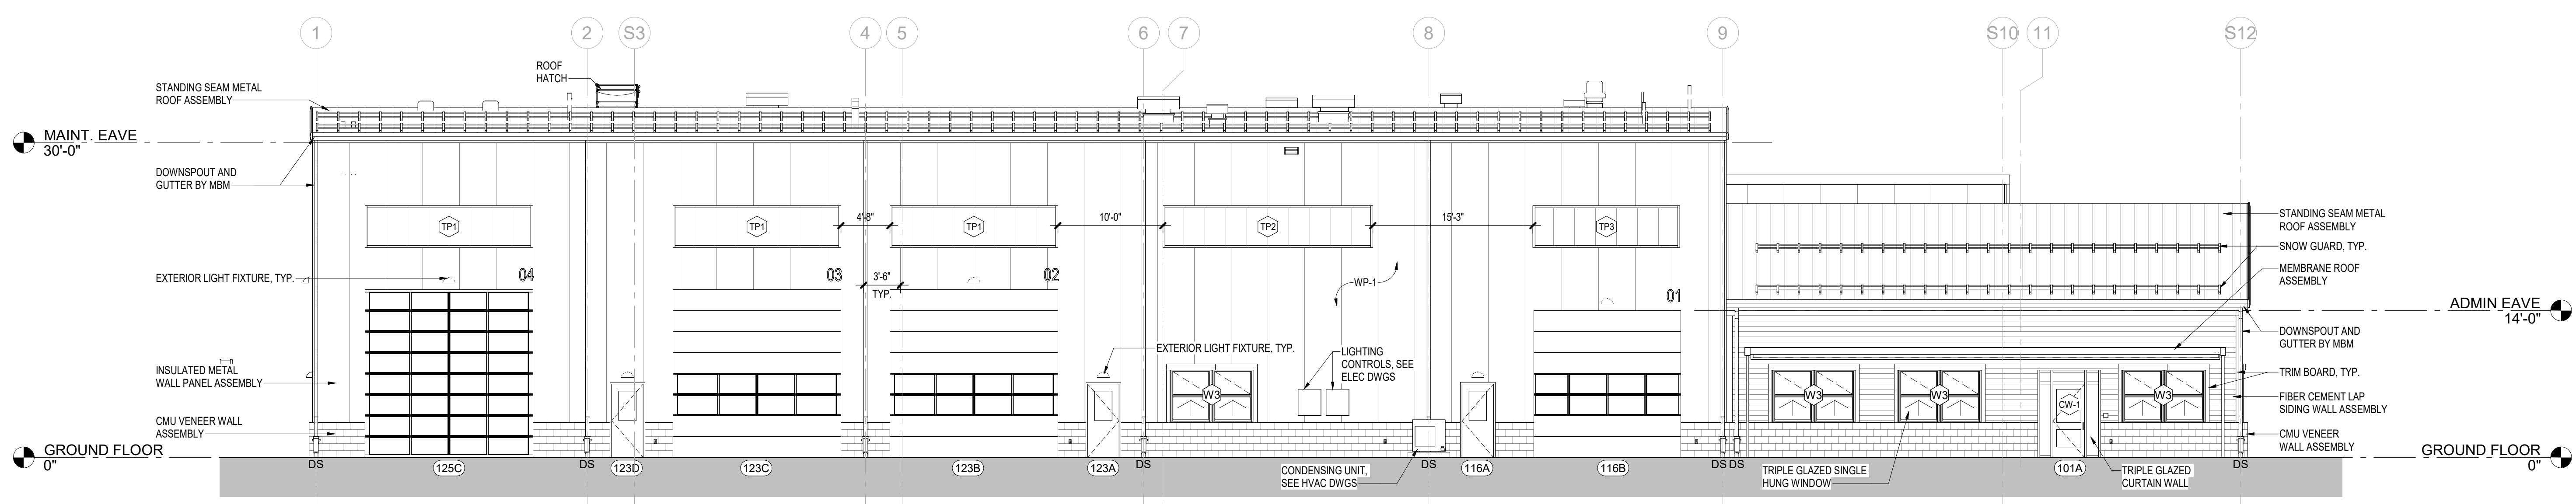 1
2
S3
4
5
6
7
8
9
S10
11
S12
ROOF
HATCH
STANDING SEAM METAL
ROOF ASSEMBLY
MAINT. EAVE
30'-0"
DOWNSPOUT AND
GUTTER BY MBM
TP1
TP1
4'-8"
TP1
10'-0"
TP2
15'-3"
TP3
STANDING SEAM METAL
ROOF ASSEMBLY
SNOW GUARD, TYP.
MEMBRANE ROOF
ASSEMBLY
EXTERIOR LIGHT FIXTURE, TYP.
04
03
3'-6"
TYP.
02
WP-1
01
ADMIN EAVE
14'-0"
DOWNSPOUT AND
GUTTER BY MBM
EXTERIOR LIGHT FIXTURE, TYP.
LIGHTING
CONTROLS, SEE
ELEC DWGS
INSULATED METAL
WALL PANEL ASSEMBLY
TRIM BOARD, TYP.
W3
W3
W3
CW-1
W3
FIBER CEMENT LAP
SIDING WALL ASSEMBLY
CMU VENEER WALL
ASSEMBLY
CMU VENEER
WALL ASSEMBLY
GROUND FLOOR
0"
GROUND FLOOR
0"
DS
125C
DS
123D
123C
123B
123A
DS
CONDENSING UNIT,
SEE HVAC DWGS
DS
116A
116B
DS
DS
TRIPLE GLAZED SINGLE
HUNG WINDOW
101A
TRIPLE GLAZED
CURTAIN WALL
DS